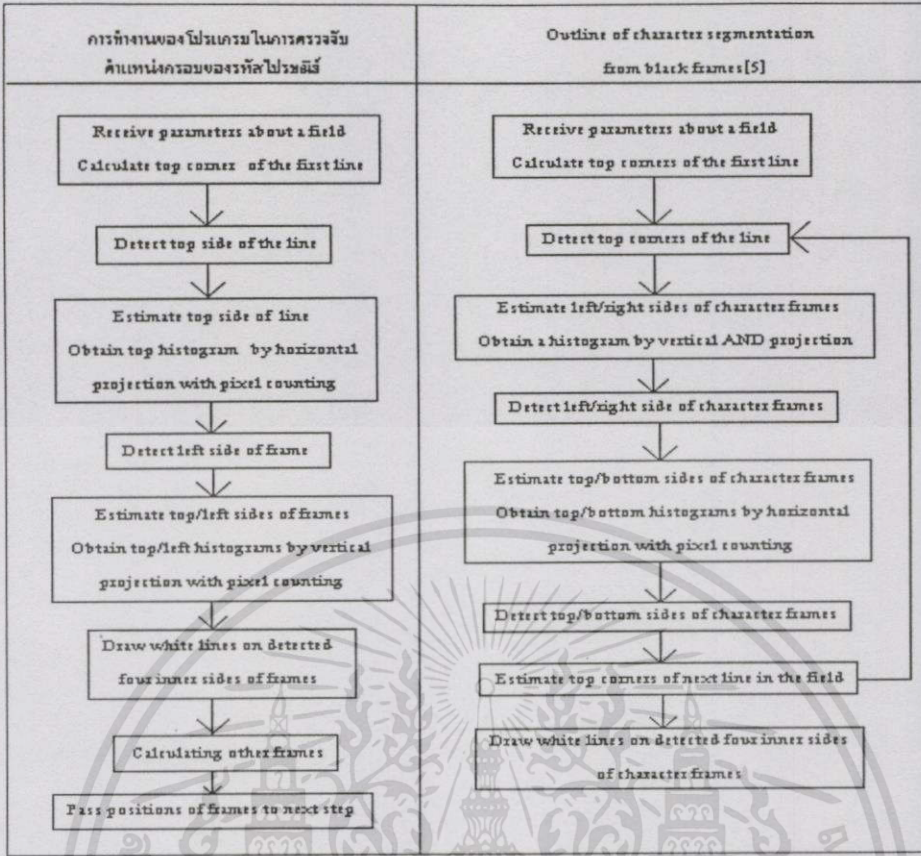 การทำงานของโปรแกรมในการตรวจจับ
ตำแหน่งกรอบของรหัสไปรษณีย์
Receive parameters about a field
Calculate top corner of the first line
Detect top side of the line
Estimate top side of line
Obtain top histogram by horizontal
projection with pixel counting
Detect left side of frame
Estimate top/left sides of frames
Obtain top/left histograms by vertical
projection with pixel counting
Draw white lines on detected
four inner sides of frames
Calculating other frames
Pass positions of frames to next step
Outline of character segmentation
from black frames[5]
Receive parameters about a field
Calculate top corners of the first line
Detect top corners of the line
Estimate left/right sides of character frames
Obtain a histogram by vertical AND projection
Detect left/right side of character frames
Estimate top/bottom sides of character frames
Obtain top/bottom histograms by horizontal
projection with pixel counting
Detect top/bottom sides of character frames
Estimate top corners of next line in the field
Draw white lines on detected four inner sides
of character frames